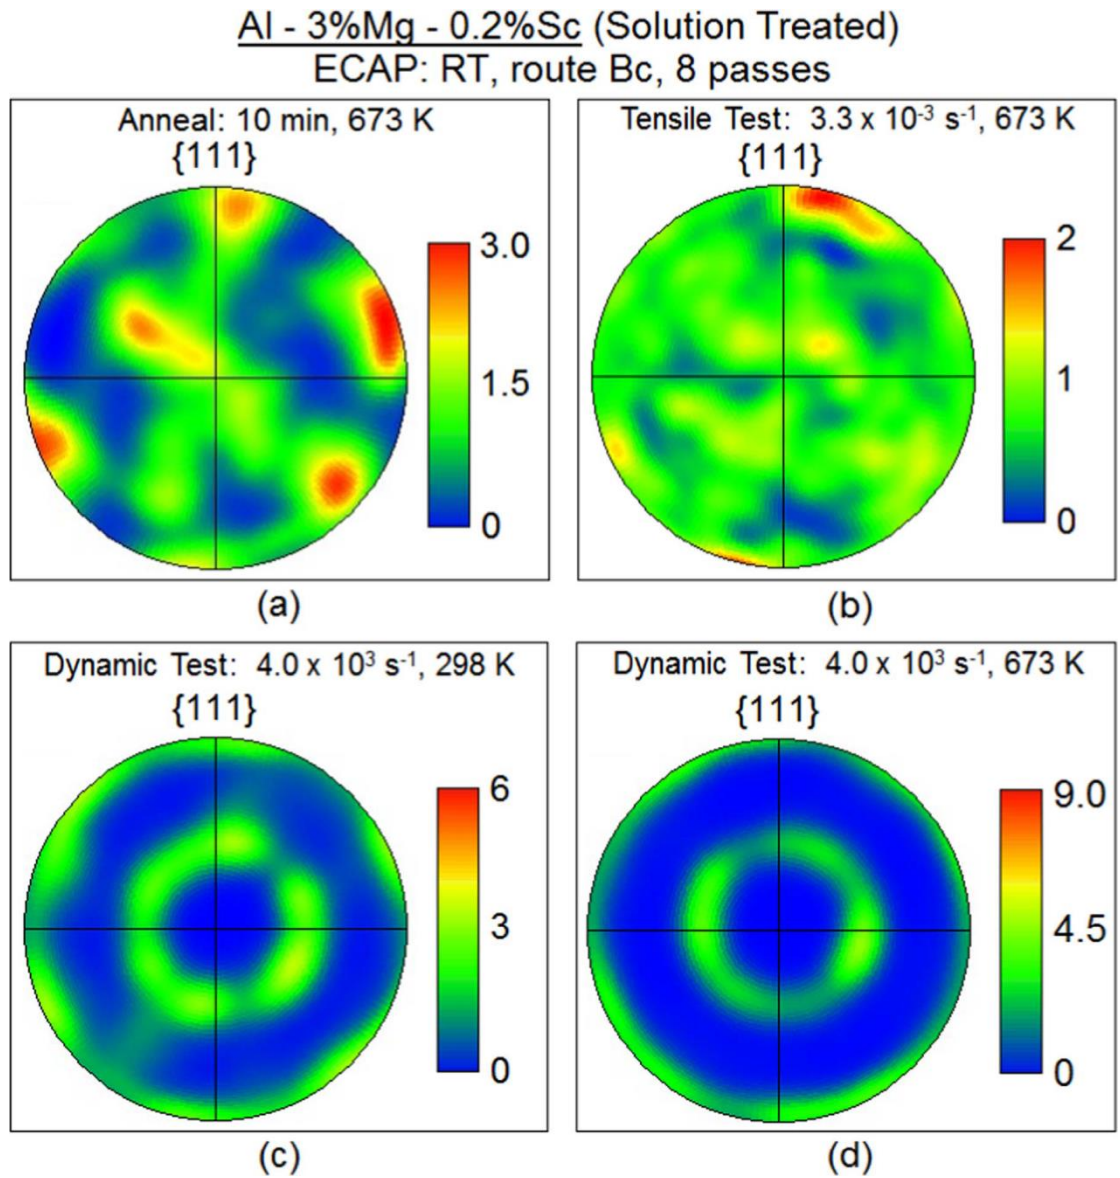 Al - 3%Mg - 0.2%Sc (Solution Treated)
ECAP: RT, route Bc, 8 passes
Anneal: 10 min, 673 K
{111}
3.0
1.5
0
(a)
Tensile Test: 3.3 x 10⁻³ s⁻¹, 673 K
{111}
2
1
0
(b)
Dynamic Test: 4.0 x 10³ s⁻¹, 298 K
{111}
6
3
0
(c)
Dynamic Test: 4.0 x 10³ s⁻¹, 673 K
{111}
9.0
4.5
0
(d)